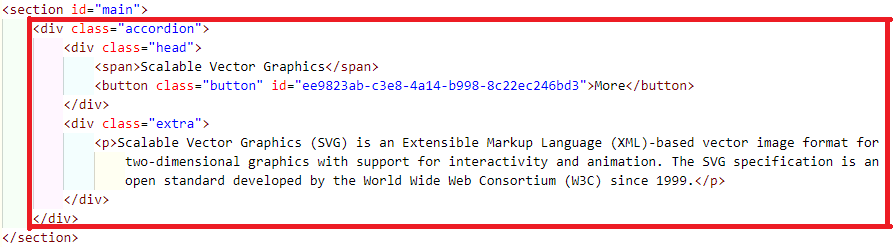 <section id="main">
<div class="accordion">
<div class="head">
<span>Scalable Vector Graphics</span>
<button class="button" id="ee9823ab-c3e8-4a14-b998-8c22ec246bd3">More</button>
</div>
<div class="extra">
<p>Scalable Vector Graphics (SVG) is an Extensible Markup Language (XML)-based vector image format for
two-dimensional graphics with support for interactivity and animation. The SVG specification is an
open standard developed by the World Wide Web Consortium (W3C) since 1999.</p>
</div>
</div>
</section>